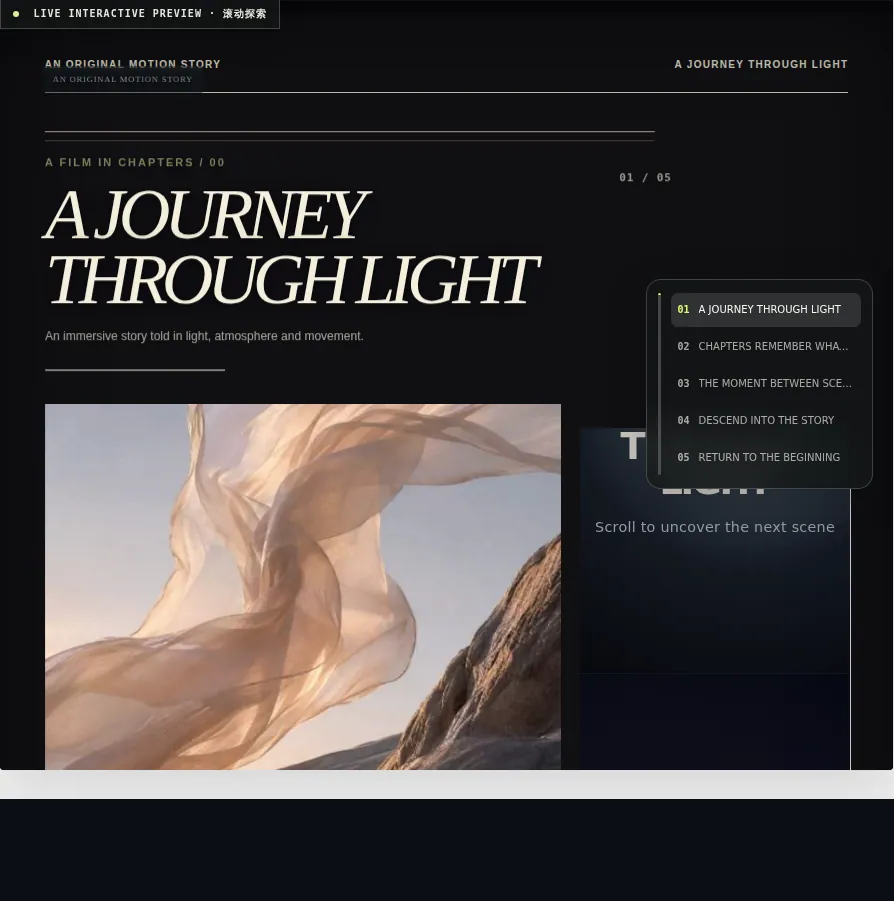 LIVE INTERACTIVE PREVIEW · 滚动探索
AN ORIGINAL MOTION STORY
A JOURNEY THROUGH LIGHT
AN ORIGINAL MOTION STORY
A FILM IN CHAPTERS / 00
01 / 05
A JOURNEY
THROUGH LIGHT
An immersive story told in light, atmosphere and movement.
01 A JOURNEY THROUGH LIGHT
02 CHAPTERS REMEMBER WHA...
03 THE MOMENT BETWEEN SCE...
04 DESCEND INTO THE STORY
05 RETURN TO THE BEGINNING
T
LIGHT
Scroll to uncover the next scene